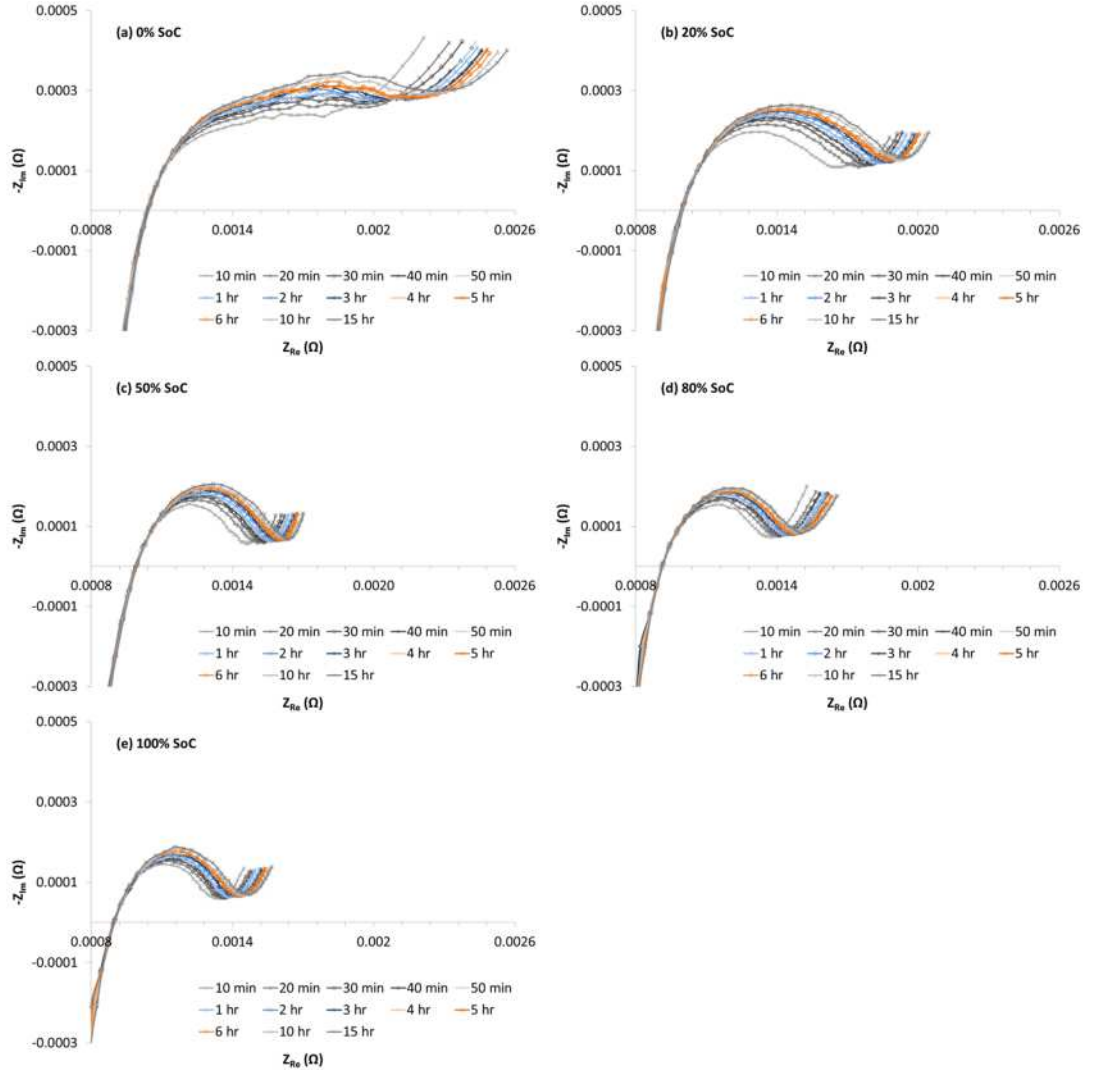 (a) 0% SoC
0.0005
0.0003
0.0001
-0.0001
-0.0003
-Z_Im (Ω)
0.0008 0.0014 0.002 0.0026
10 min 20 min 30 min 40 min 50 min
1 hr 2 hr 3 hr 4 hr 5 hr
6 hr 10 hr 15 hr
Z_Re (Ω)
(b) 20% SoC
0.0005
0.0003
0.0001
-0.0001
-0.0003
-Z_Im (Ω)
0.0008 0.0014 0.0020 0.0026
10 min 20 min 30 min 40 min 50 min
1 hr 2 hr 3 hr 4 hr 5 hr
6 hr 10 hr 15 hr
Z_Re (Ω)
(c) 50% SoC
0.0005
0.0003
0.0001
-0.0001
-0.0003
-Z_Im (Ω)
0.0008 0.0014 0.0020 0.0026
10 min 20 min 30 min 40 min 50 min
1 hr 2 hr 3 hr 4 hr 5 hr
6 hr 10 hr 15 hr
Z_Re (Ω)
(d) 80% SoC
0.0005
0.0003
0.0001
-0.0001
-0.0003
-Z_Im (Ω)
0.0008 0.0014 0.002 0.0026
10 min 20 min 30 min 40 min 50 min
1 hr 2 hr 3 hr 4 hr 5 hr
6 hr 10 hr 15 hr
Z_Re (Ω)
(e) 100% SoC
0.0005
0.0003
0.0001
-0.0001
-0.0003
-Z_Im (Ω)
0.0008 0.0014 0.002 0.0026
10 min 20 min 30 min 40 min 50 min
1 hr 2 hr 3 hr 4 hr 5 hr
6 hr 10 hr 15 hr
Z_Re (Ω)